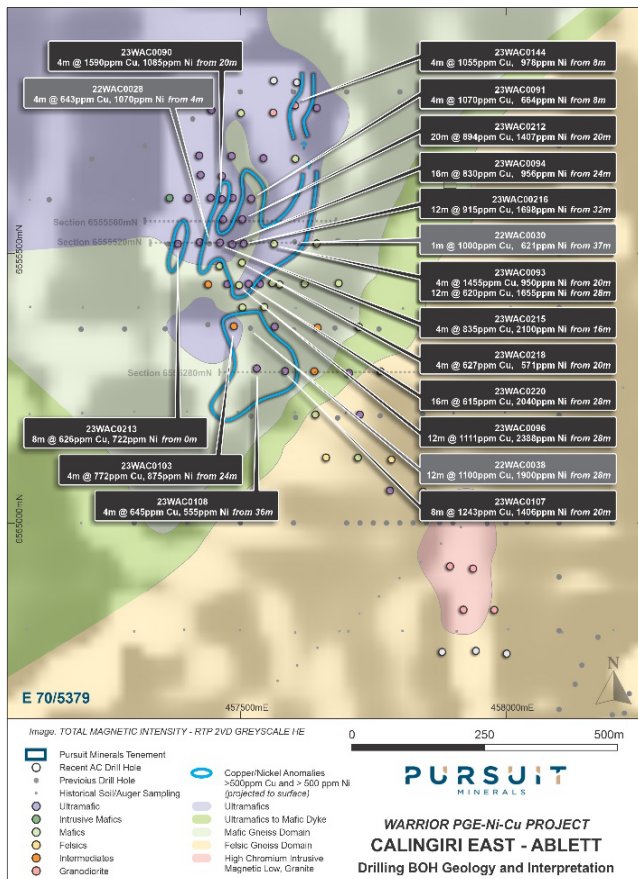 23WAC0090
4m @ 1590ppm Cu, 1085ppm Ni from 20m
22WAC0028
4m @ 643ppm Cu, 1070ppm Ni from 4m
23WAC0144
4m @ 1055ppm Cu, 978ppm Ni from 8m
23WAC0091
4m @ 1070ppm Cu, 664ppm Ni from 8m
23WAC0212
20m @ 894ppm Cu, 1407ppm Ni from 20m
23WAC0094
16m @ 830ppm Cu, 956ppm Ni from 24m
23WAC00216
12m @ 915ppm Cu, 1698ppm Ni from 32m
22WAC0030
1m @ 1000ppm Cu, 621ppm Ni from 37m
23WAC0093
4m @ 1455ppm Cu, 950ppm Ni from 20m
12m @ 620ppm Cu, 1655ppm Ni from 28m
23WAC0215
4m @ 835ppm Cu, 2100ppm Ni from 16m
23WAC0218
4m @ 627ppm Cu, 571ppm Ni from 20m
23WAC0220
16m @ 615ppm Cu, 2040ppm Ni from 28m
23WAC0096
12m @ 1111ppm Cu, 2388ppm Ni from 28m
22WAC0038
12m @ 1100ppm Cu, 1900ppm Ni from 28m
23WAC0107
8m @ 1243ppm Cu, 1406ppm Ni from 20m
?
Section 6555560mN
Section 6555520mN
Section 6555280mN
6555500mN
6555000mN
23WAC0213
8m @ 626ppm Cu, 722ppm Ni from 0m
23WAC0103
4m @ 772ppm Cu, 875ppm Ni from 24m
23WAC0108
4m @ 645ppm Cu, 555ppm Ni from 36m
E 70/5379
457500mE
458000mE
N
Image: TOTAL MAGNETIC INTENSITY - RTP 2VD GREYSCALE HE
Pursuit Minerals Tenement
Recent AC Drill Hole
Previoius Drill Hole
Historical Soil/Auger Sampling
Ultramafic
Intrusive Mafics
Mafics
Felsics
Intermediates
Granodiorite
Copper/Nickel Anomalies
>500ppm Cu and > 500 ppm Ni
(projected to surface)
Ultramafics
Ultramafics to Mafic Dyke
Mafic Gneiss Domain
Felsic Gneiss Domain
High Chromium Intrusive
Magnetic Low, Granite
0 250 500m
PURSUIT
MINERALS
WARRIOR PGE-Ni-Cu PROJECT
CALINGIRI EAST - ABLETT
Drilling BOH Geology and Interpretation